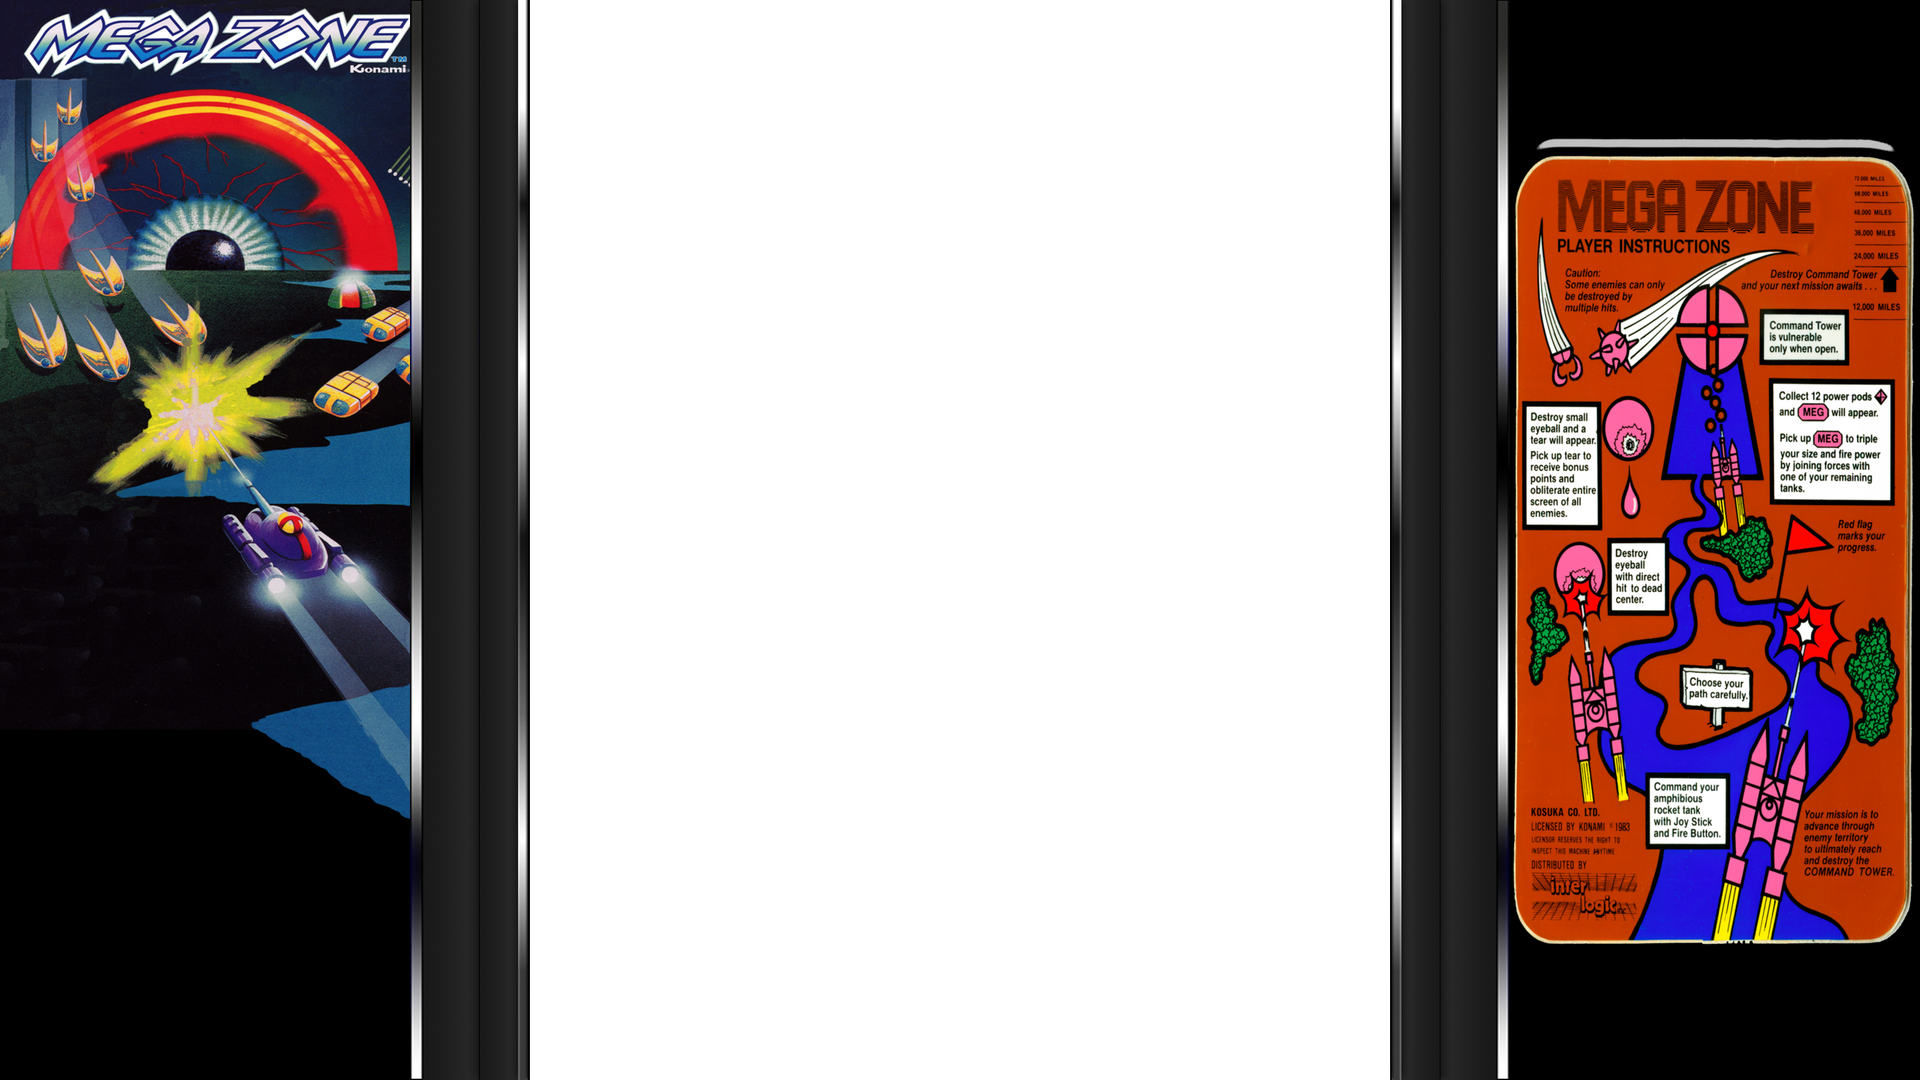 MEGA ZONE™
Konami
MEGA ZONE
PLAYER INSTRUCTIONS
72,000 MILES
48,000 MILES
36,000 MILES
24,000 MILES
12,000 MILES
Caution:
Some enemies can only
be destroyed by
multiple hits.
Destroy Command Tower
and your next mission awaits . . .
Command Tower
is vulnerable
only when open.
Collect 12 power pods
and MEG will appear.
Pick up MEG to triple
your size and fire power
by joining forces with
one of your remaining
tanks.
Destroy small
eyeball and a
tear will appear.
Pick up tear to
receive bonus
points and
obliterate entire
screen of all
enemies.
Red flag
marks your
progress.
Destroy
eyeball
with direct
hit to dead
center.
Choose your
path carefully.
Command your
amphibious
rocket tank
with Joy Stick
and Fire Button.
Your mission is to
advance through
enemy territory
to ultimately reach
and destroy the
COMMAND TOWER.
KOSUKA CO. LTD.
LICENSED BY KONAMI ©1983
LICENSOR RESERVES THE RIGHT TO
INSPECT THIS MACHINE ANYTIME
DISTRIBUTED BY
inter
logic